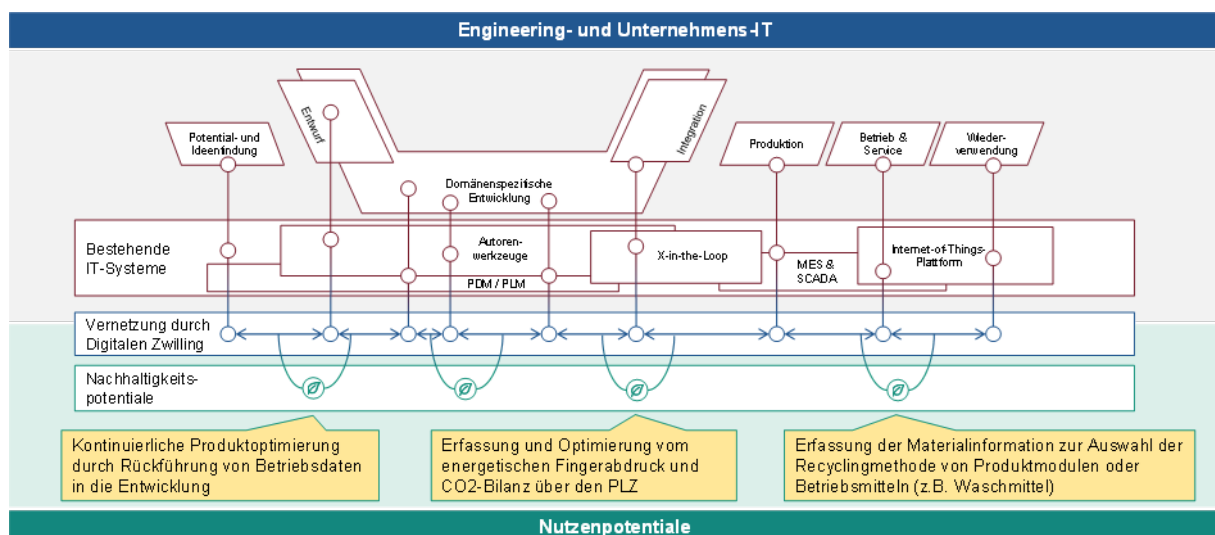 Engineering- und Unternehmens-IT
Entwurf
Integration
Potential- und
Ideenfindung
Produktion
Betrieb &
Service
Wieder-
verwendung
Domänenspezifische
Entwicklung
Bestehende
IT-Systeme
Autoren-
werkzeuge
X-in-the-Loop
Internet-of-Things-
Plattform
MES &
SCADA
PDM / PLM
Vernetzung durch
Digitalen Zwilling
Nachhaltigkeits-
potentiale
Kontinuierliche Produktoptimierung
durch Rückführung von Betriebsdaten
in die Entwicklung
Erfassung und Optimierung vom
energetischen Fingerabdruck und
CO2-Bilanz über den PLZ
Erfassung der Materialinformation zur Auswahl der
Recyclingmethode von Produktmodulen oder
Betriebsmitteln (z.B. Waschmittel)
Nutzenpotentiale